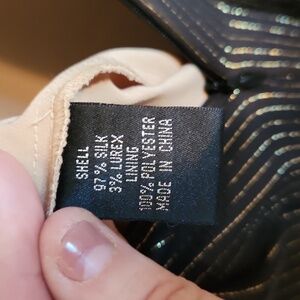 SHELL
97% SILK
3% LUREX
LINING
100% POLYESTER
MADE IN CHINA